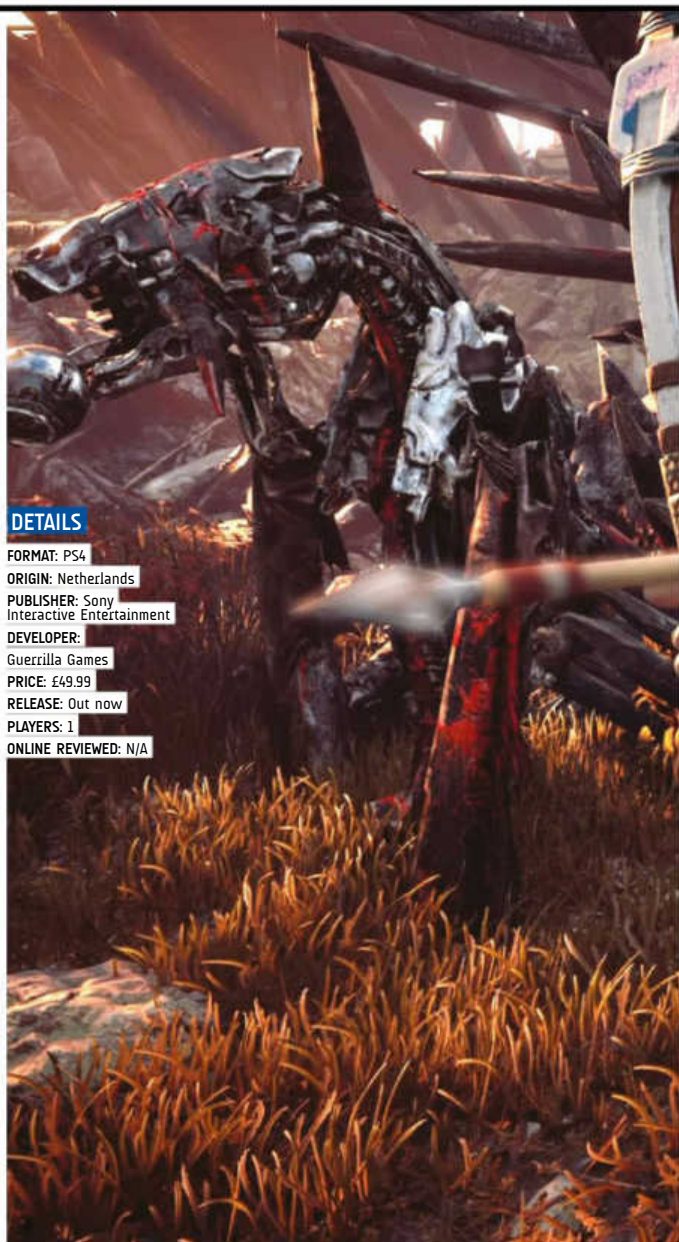 DETAILS
FORMAT: PS4
ORIGIN: Netherlands
PUBLISHER: Sony
Interactive Entertainment
DEVELOPER:
Guerrilla Games
PRICE: £49.99
RELEASE: Out now
PLAYERS: 1
ONLINE REVIEWED: N/A